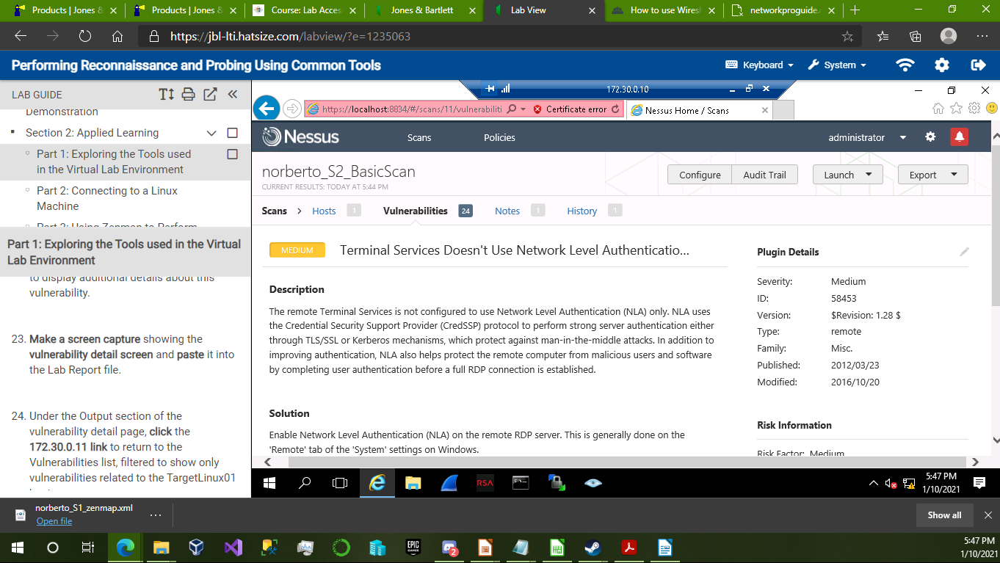 Products | Jones &
Products | Jones &
Course: Lab Acces
Jones & Bartlett
Lab View
How to use Wiresh
networkproguide.
https://jbl-lti.hatsize.com/labview/?e=1235063
Performing Reconnaissance and Probing Using Common Tools
Keyboard
System
LAB GUIDE
Demonstration
Section 2: Applied Learning
Part 1: Exploring the Tools used
in the Virtual Lab Environment
Part 2: Connecting to a Linux
Machine
Part 3: Using Zenmap to Perform
Part 1: Exploring the Tools used in the Virtual
Lab Environment
to display additional details about this
vulnerability.
23. Make a screen capture showing the
vulnerability detail screen and paste it into
the Lab Report file.
24. Under the Output section of the
vulnerability detail page, click the
172.30.0.11 link to return to the
Vulnerabilities list, filtered to show only
vulnerabilities related to the TargetLinux01
172.30.0.10
https://localhost:8834/#/scans/11/vulnerabiliti
Certificate error
Nessus Home / Scans
Nessus
Scans
Policies
administrator
norberto_S2_BasicScan
CURRENT RESULTS: TODAY AT 5:44 PM
Configure
Audit Trail
Launch
Export
Scans > Hosts 1 Vulnerabilities 24 Notes 1 History 1
MEDIUM
Terminal Services Doesn't Use Network Level Authenticatio...
Description
The remote Terminal Services is not configured to use Network Level Authentication (NLA) only. NLA uses
the Credential Security Support Provider (CredSSP) protocol to perform strong server authentication either
through TLS/SSL or Kerberos mechanisms, which protect against man-in-the-middle attacks. In addition to
improving authentication, NLA also helps protect the remote computer from malicious users and software
by completing user authentication before a full RDP connection is established.
Solution
Enable Network Level Authentication (NLA) on the remote RDP server. This is generally done on the
'Remote' tab of the 'System' settings on Windows.
Plugin Details
Severity: Medium
ID: 58453
Version: $Revision: 1.28 $
Type: remote
Family: Misc.
Published: 2012/03/23
Modified: 2016/10/20
Risk Information
Risk Factor: Medium
RSA
5:47 PM
1/10/2021
norberto_S1_zenmap.xml
Open file
Show all
EPIC
GAMES
2
5:47 PM
1/10/2021